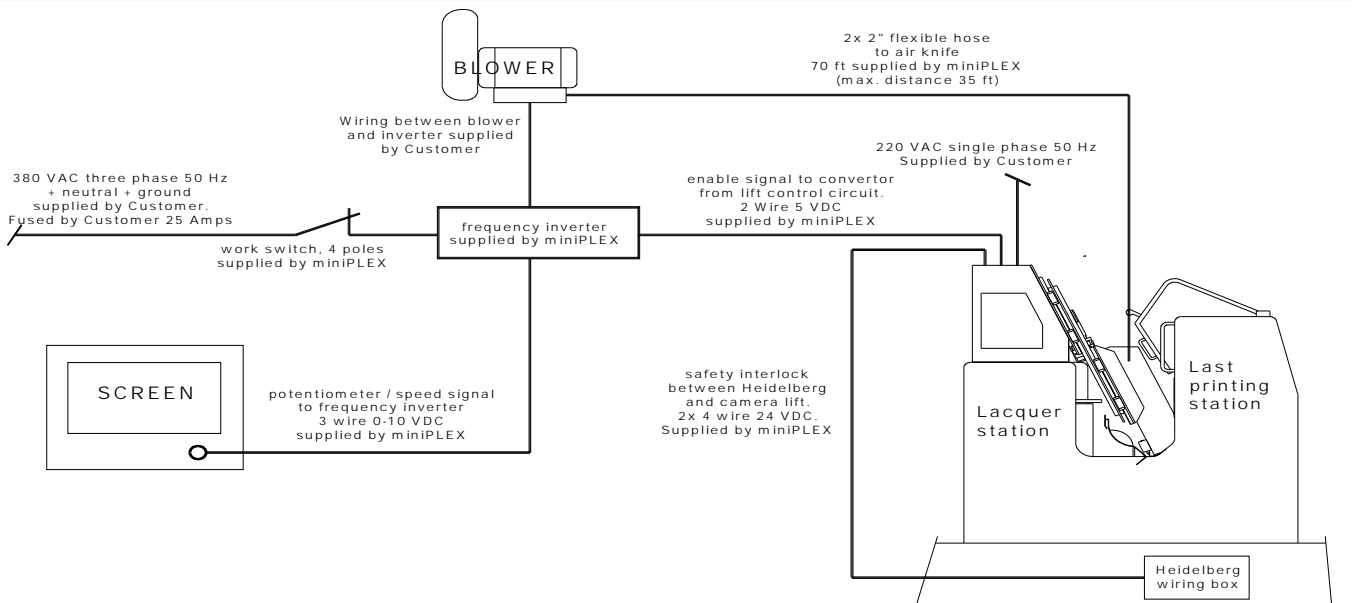 BLOWER
2x 2" flexible hose
to air knife
70 ft supplied by miniPLEX
(max. distance 35 ft)
Wiring between blower
and inverter supplied
by Customer
220 VAC single phase 50 Hz
Supplied by Customer
380 VAC three phase 50 Hz
+ neutral + ground
supplied by Customer.
Fused by Customer 25 Amps
enable signal to convertor
from lift control circuit.
2 Wire 5 VDC
supplied by miniPLEX
frequency inverter
supplied by miniPLEX
work switch, 4 poles
supplied by miniPLEX
SCREEN
potentiometer / speed signal
to frequency inverter
3 wire 0-10 VDC
supplied by miniPLEX
safety interlock
between Heidelberg
and camera lift.
2x 4 wire 24 VDC.
Supplied by miniPLEX
Lacquer
station
Last
printing
station
Heidelberg
wiring box